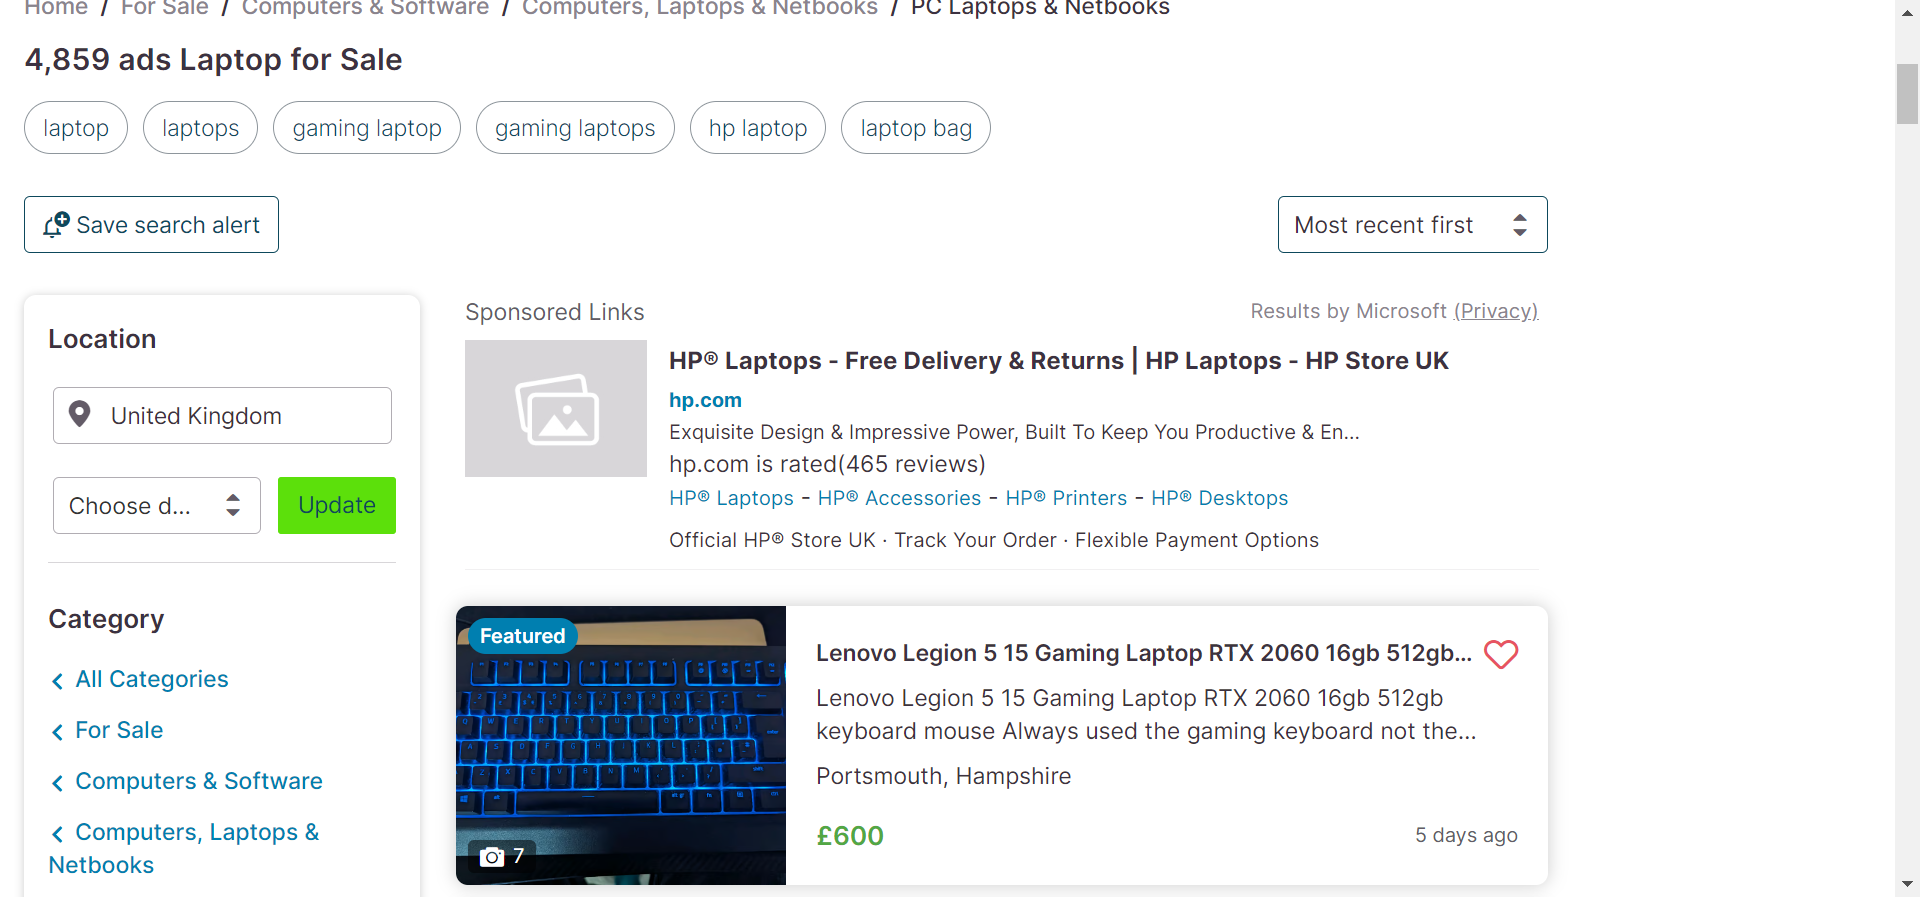 Home / For Sale / Computers & Software / Computers, Laptops & Netbooks / PC Laptops & Netbooks
4,859 ads Laptop for Sale
laptop laptops gaming laptop gaming laptops hp laptop laptop bag
Save search alert
Most recent first
Location
United Kingdom
Choose d...
Update
Category
All Categories
For Sale
Computers & Software
Computers, Laptops &
Netbooks
Sponsored Links
Results by Microsoft (Privacy)
HP® Laptops - Free Delivery & Returns | HP Laptops - HP Store UK
hp.com
Exquisite Design & Impressive Power, Built To Keep You Productive & En...
hp.com is rated(465 reviews)
HP® Laptops - HP® Accessories - HP® Printers - HP® Desktops
Official HP® Store UK · Track Your Order · Flexible Payment Options
Featured
7
Lenovo Legion 5 15 Gaming Laptop RTX 2060 16gb 512gb...
Lenovo Legion 5 15 Gaming Laptop RTX 2060 16gb 512gb
keyboard mouse Always used the gaming keyboard not the...
Portsmouth, Hampshire
£600
5 days ago